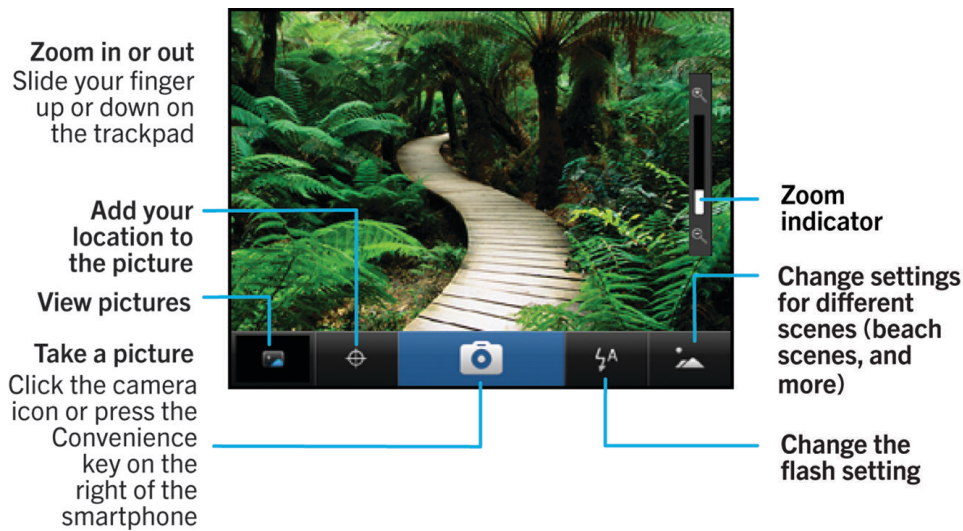 Zoom in or out
Slide your finger
up or down on
the trackpad
Add your
location to
the picture
View pictures
Take a picture
Click the camera
icon or press the
Convenience
key on the
right of the
smartphone
A
Zoom
indicator
Change settings
for different
scenes (beach
scenes, and
more)
Change the
flash setting